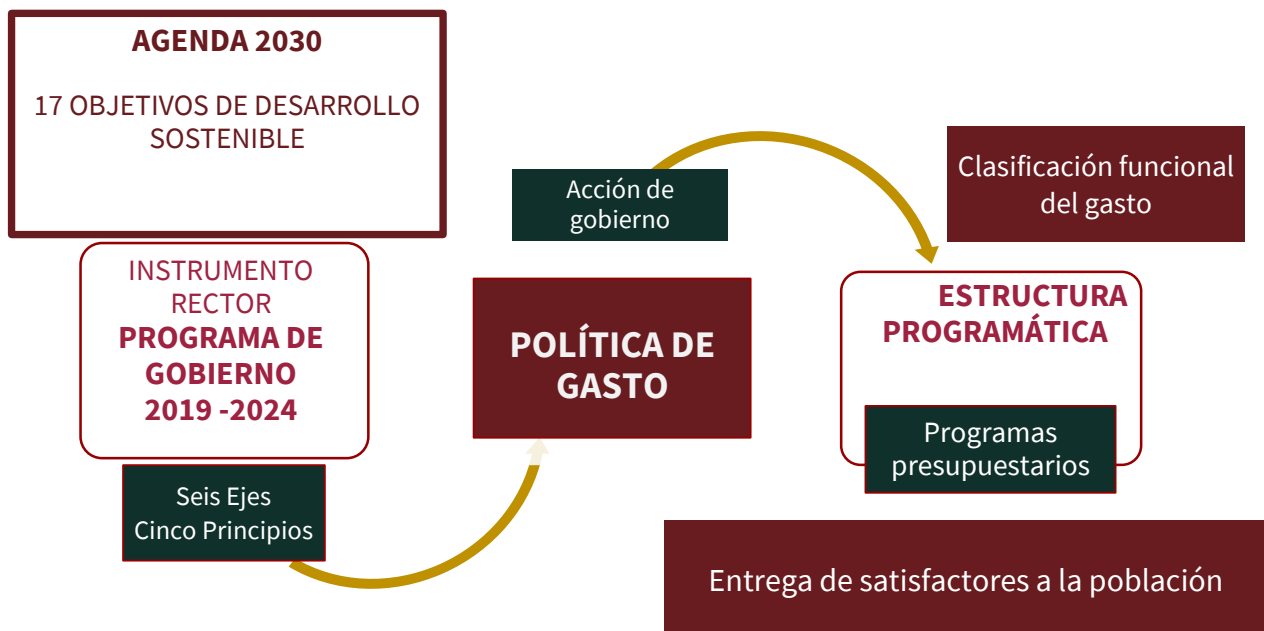 AGENDA 2030
17 OBJETIVOS DE DESARROLLO
SOSTENIBLE
INSTRUMENTO
RECTOR
PROGRAMA DE
GOBIERNO
2019 -2024
Seis Ejes
Cinco Principios
Acción de
gobierno
POLÍTICA DE
GASTO
Clasificación funcional
del gasto
ESTRUCTURA
PROGRAMÁTICA
Programas
presupuestarios
Entrega de satisfactores a la población